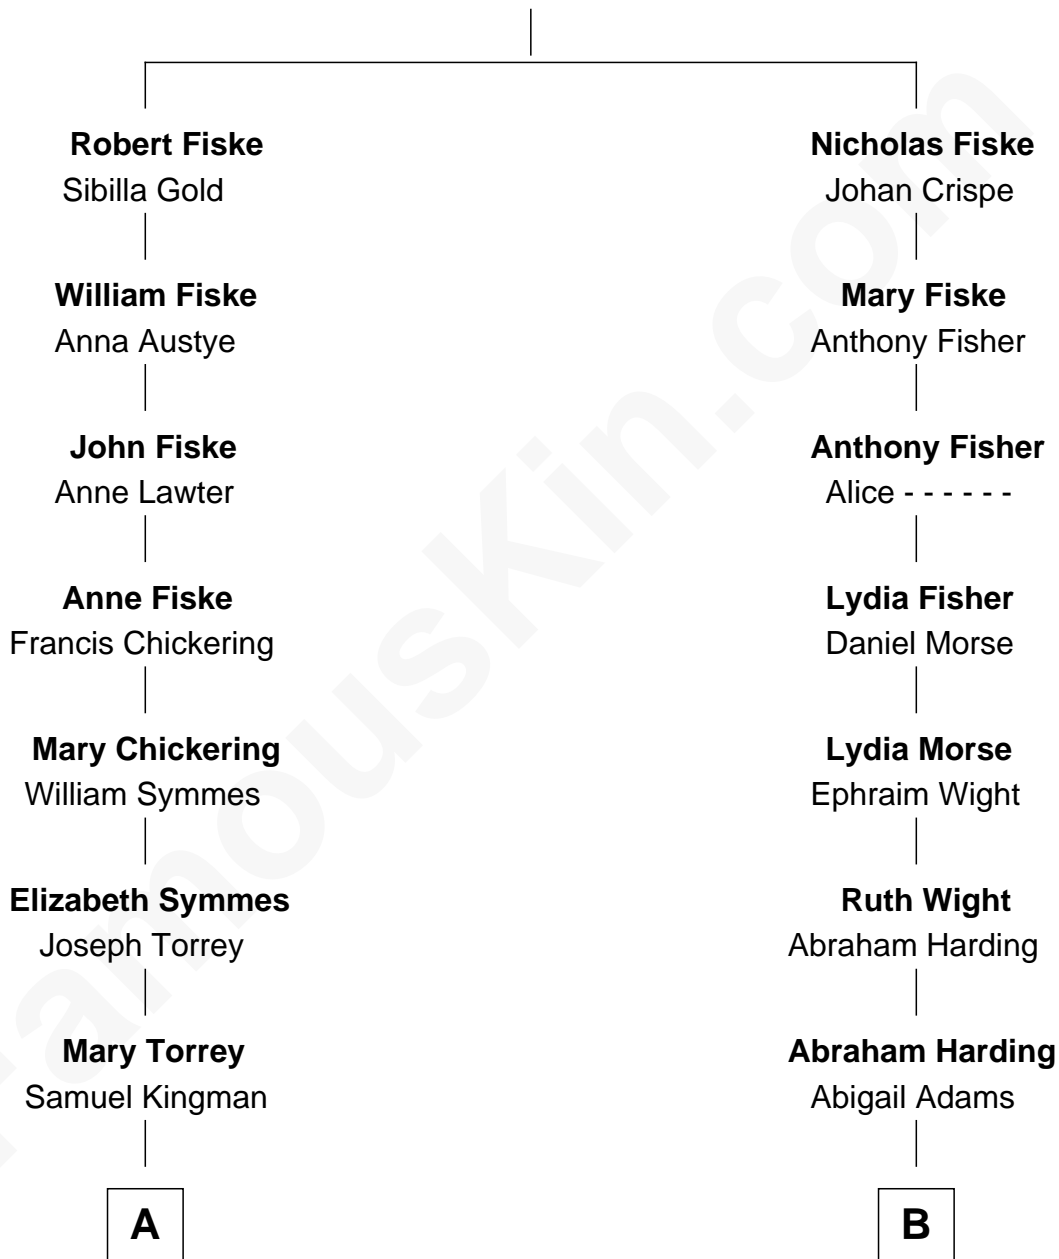 Robert Fiske
Sibilla Gold
William Fiske
Anna Austye
John Fiske
Anne Lawter
Anne Fiske
Francis Chickering
Mary Chickering
William Symmes
Elizabeth Symmes
Joseph Torrey
Mary Torrey
Samuel Kingman
A
Nicholas Fiske
Johan Crispe
Mary Fiske
Anthony Fisher
Anthony Fisher
Alice - - - - - -
Lydia Fisher
Daniel Morse
Lydia Morse
Ephraim Wight
Ruth Wight
Abraham Harding
Abraham Harding
Abigail Adams
B
FamousKin.com